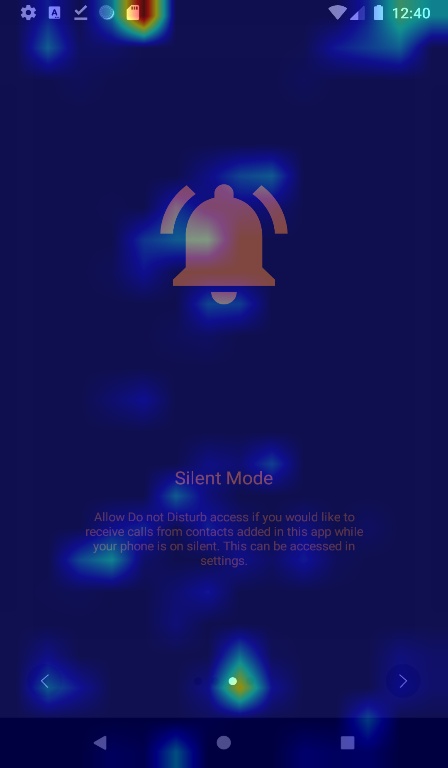 12:40
Silent Mode
Allow Do not Disturb access if you would like to
receive calls from contacts added in this app while
your phone is on silent. This can be accessed in
settings.